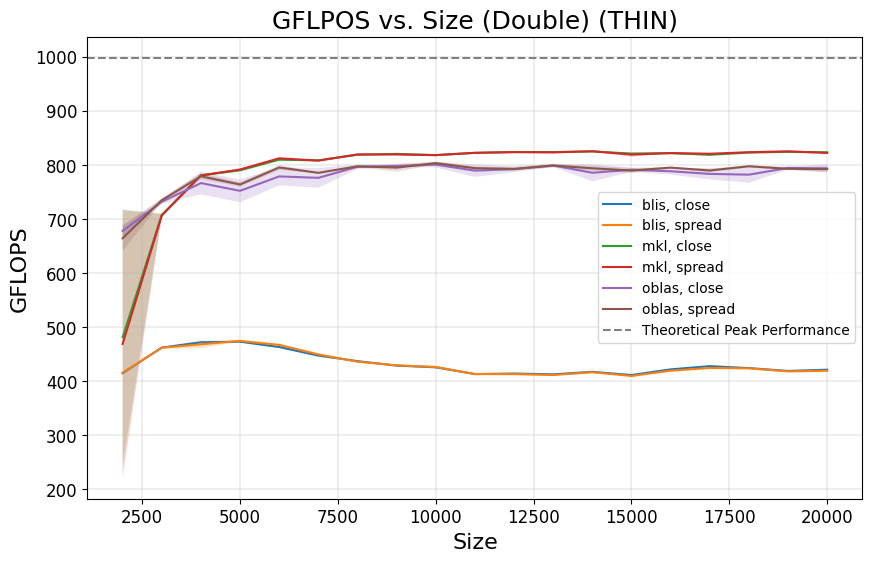 GFLPOS vs. Size (Double) (THIN)
1000
900
800
700
600
500
400
300
200
GFLOPS
blis, close
blis, spread
mkl, close
mkl, spread
oblas, close
oblas, spread
Theoretical Peak Performance
2500 5000 7500 10000 12500 15000 17500 20000
Size